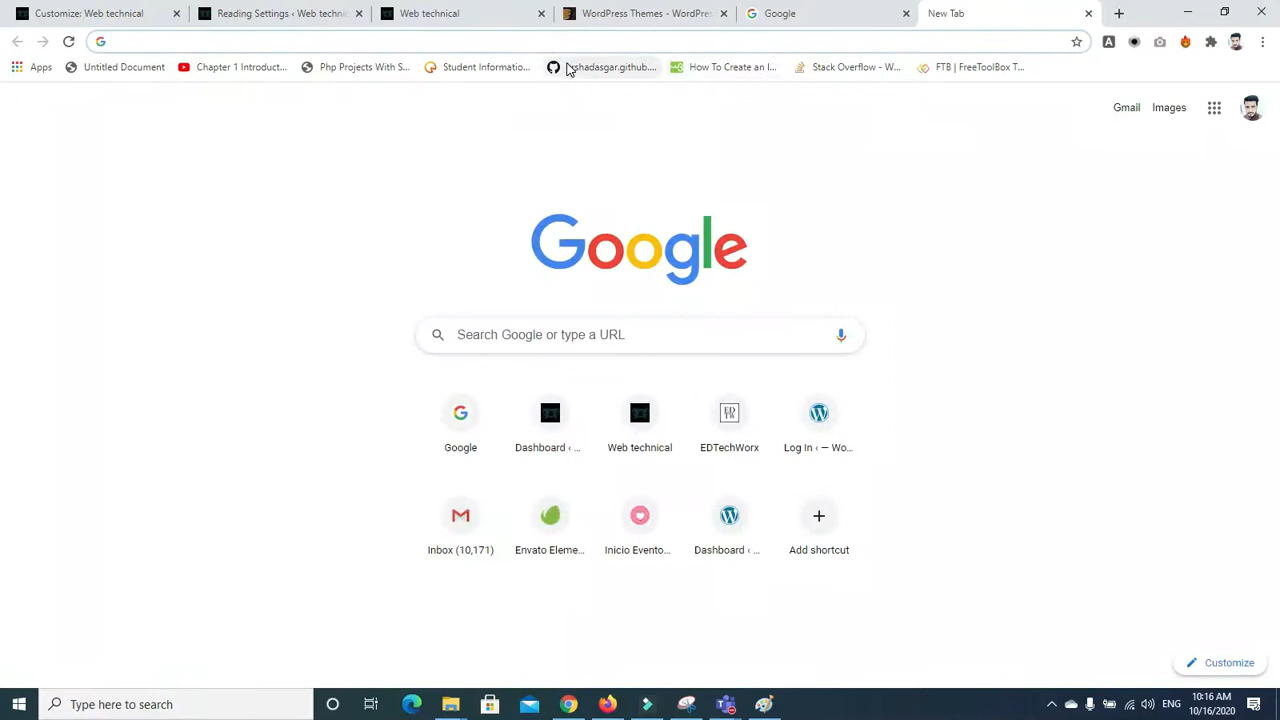 Customize: Web technical
Reading Settings ‹ Web technic
Web technical
WordPress Themes - WordPres
Google
New Tab
Apps
Untitled Document
Chapter 1 Introduct...
Php Projects With S...
Student Informatio...
shadasgar.github....
How To Create an I...
Stack Overflow - W...
FTB | FreeToolBox T...
Gmail
Images
Google
Search Google or type a URL
Google
Dashboard ‹ ...
Web technical
EDTechWorx
Log In ‹ — Wo...
Inbox (10,171)
Envato Eleme...
Inicio Evento...
Dashboard ‹ ...
Add shortcut
Customize
Type here to search
ENG
10:16 AM
10/16/2020